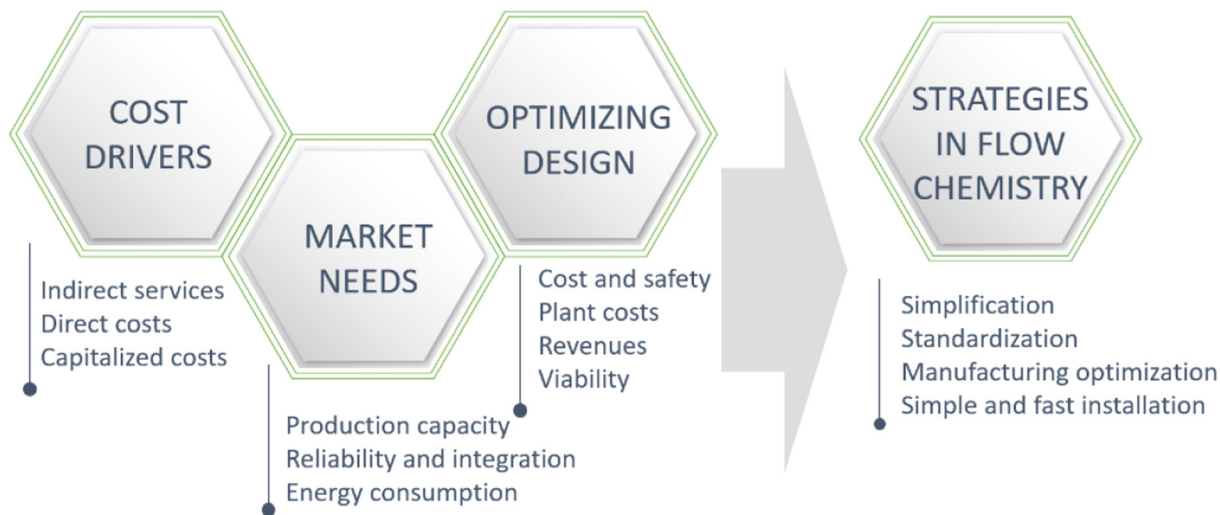 COST
DRIVERS
Indirect services
Direct costs
Capitalized costs
MARKET
NEEDS
Production capacity
Reliability and integration
Energy consumption
OPTIMIZING
DESIGN
Cost and safety
Plant costs
Revenues
Viability
STRATEGIES
IN FLOW
CHEMISTRY
Simplification
Standardization
Manufacturing optimization
Simple and fast installation